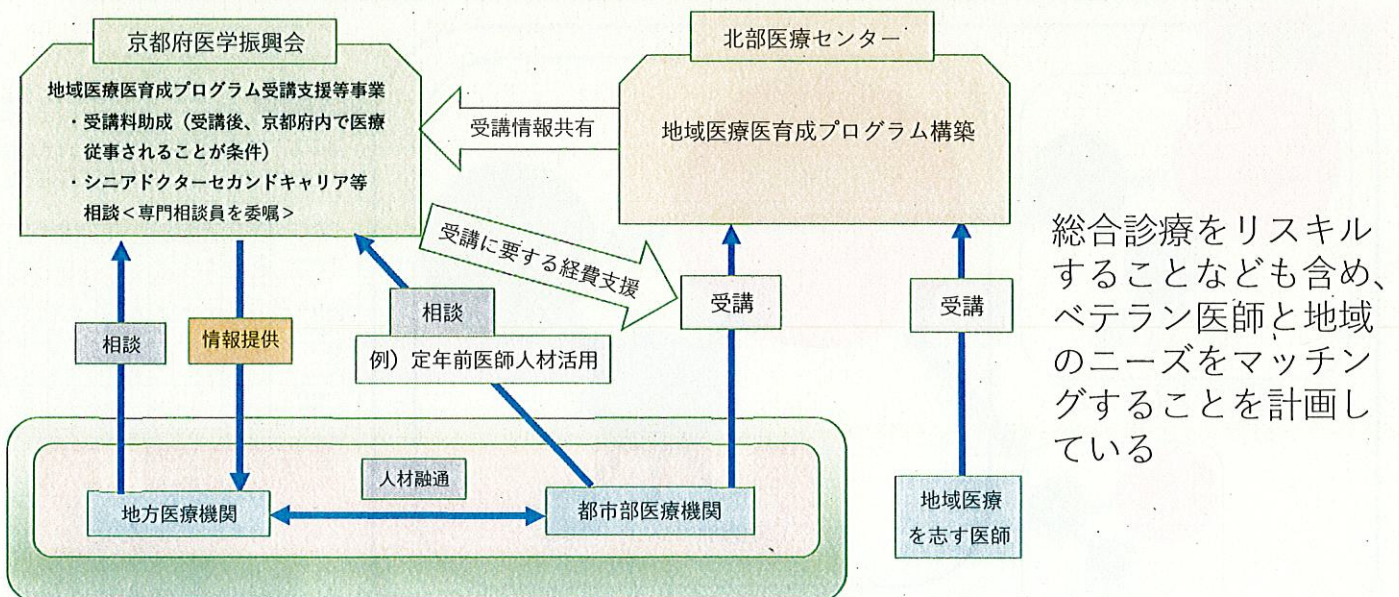 京都府医学振興会
地域医療医育成プログラム受講支援等事業
・受講料助成（受講後、京都府内で医療
従事されることが条件）
・シニアドクターセカンドキャリア等
相談＜専門相談員を委嘱＞
受講情報共有
北部医療センター
地域医療医育成プログラム構築
受講に要する経費支援
相談
情報提供
相談
例）定年前医師人材活用
受講
受講
人材融通
地方医療機関
都市部医療機関
地域医療
を志す医師
総合診療をリスキル
することなども含め、
ベテラン医師と地域
のニーズをマッチン
グすることを計画し
ている